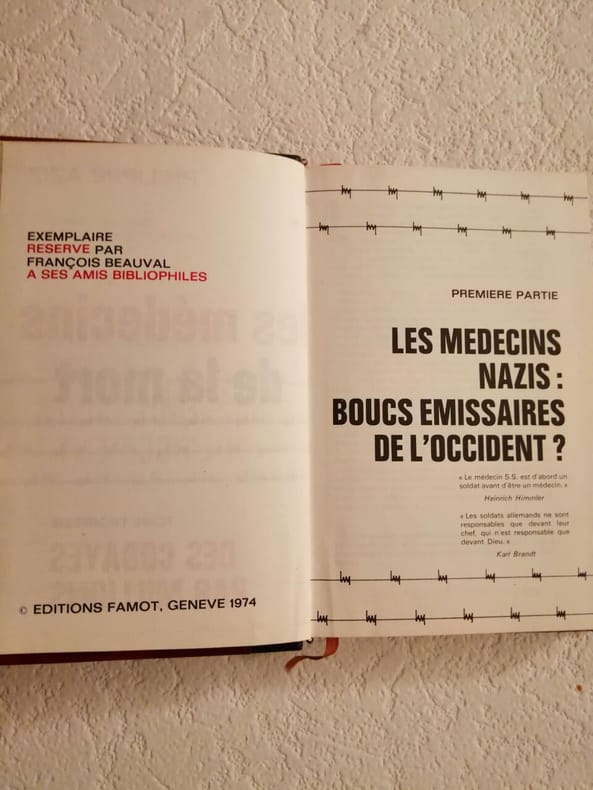 EXEMPLAIRE
RESERVE PAR
FRANÇOIS BEAUVAL
A SES AMIS BIBLIOPHILES
© EDITIONS FAMOT, GENEVE 1974
PREMIERE PARTIE
LES MEDECINS
NAZIS :
BOUCS EMISSAIRES
DE L'OCCIDENT ?
« Le médecin S.S. est d'abord un
soldat avant d'être un médecin. »
Heinrich Himmler
« Les soldats allemands ne sont
responsables que devant leur
chef, qui n'est responsable que
devant Dieu. »
Karl Brandt